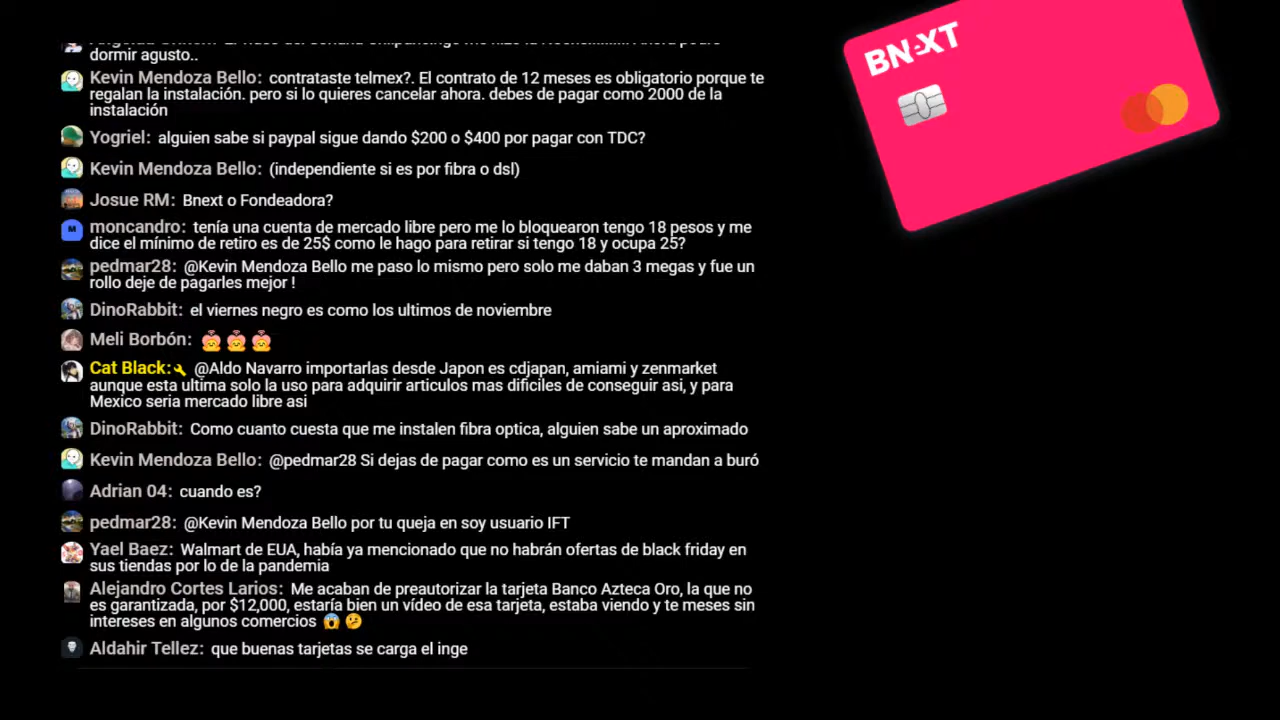 dormir agusto..
Kevin Mendoza Bello: contrataste telmex?. El contrato de 12 meses es obligatorio porque te
regalan la instalación. pero si lo quieres cancelar ahora. debes de pagar como 2000 de la
instalación
Yogriel: alguien sabe si paypal sigue dando $200 o $400 por pagar con TDC?
Kevin Mendoza Bello: (independiente si es por fibra o dsl)
Josue RM: Bnext o Fondeadora?
M moncandro: tenía una cuenta de mercado libre pero me lo bloquearon tengo 18 pesos y me
dice el mínimo de retiro es de 25$ como le hago para retirar si tengo 18 y ocupa 25?
pedmar28: @Kevin Mendoza Bello me paso lo mismo pero solo me daban 3 megas y fue un
rollo deje de pagarles mejor !
DinoRabbit: el viernes negro es como los ultimos de noviembre
Meli Borbón:
Cat Black: @Aldo Navarro importarlas desde Japon es cdjapan, amiami y zenmarket
aunque esta ultima solo la uso para adquirir articulos mas dificiles de conseguir asi, y para
Mexico seria mercado libre asi
DinoRabbit: Como cuanto cuesta que me instalen fibra optica, alguien sabe un aproximado
Kevin Mendoza Bello: @pedmar28 Si dejas de pagar como es un servicio te mandan a buró
Adrian 04: cuando es?
pedmar28: @Kevin Mendoza Bello por tu queja en soy usuario IFT
Yael Baez: Walmart de EUA, había ya mencionado que no habrán ofertas de black friday en
sus tiendas por lo de la pandemia
Alejandro Cortes Larios: Me acaban de preautorizar la tarjeta Banco Azteca Oro, la que no
es garantizada, por $12,000, estaría bien un vídeo de esa tarjeta, estaba viendo y te meses sin
intereses en algunos comercios 😱 🤔
Aldahir Tellez: que buenas tarjetas se carga el inge
BNEXT